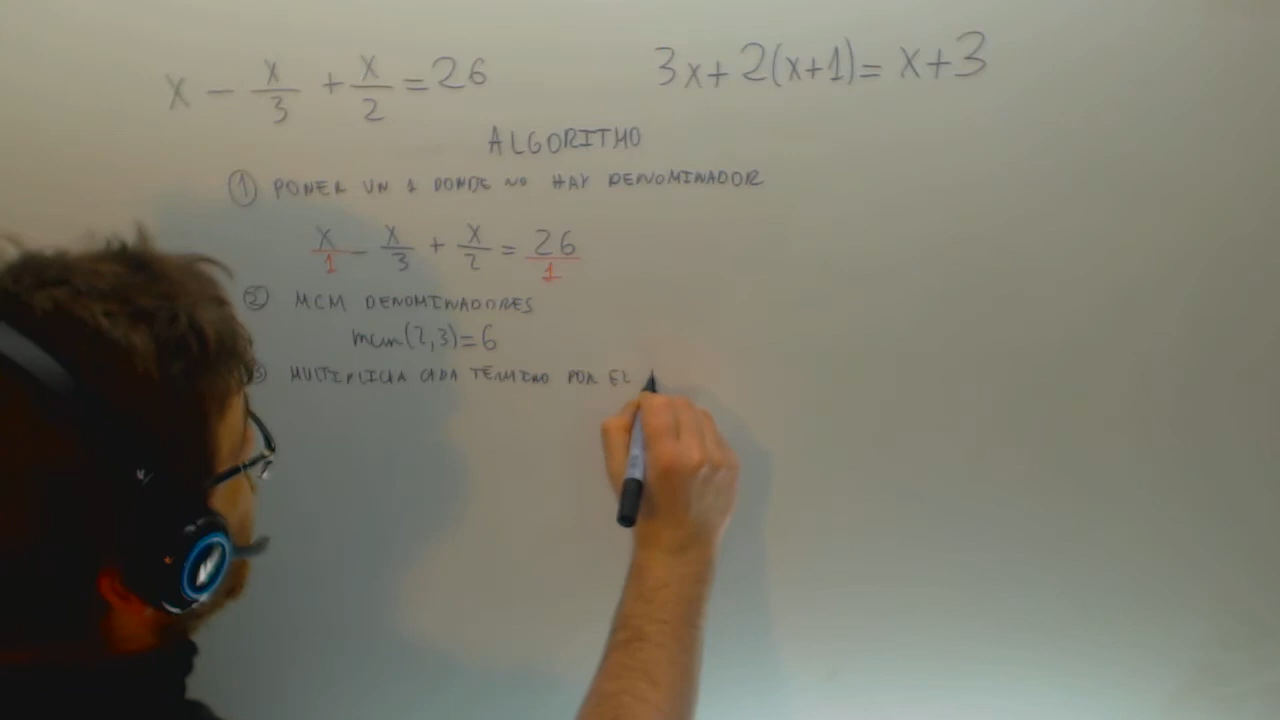 x - x/3 + x/2 = 26
3x + 2(x+1) = x+3
ALGORITMO
① PONER UN 1 DONDE NO HAY DENOMINADOR
x/1 - x/3 + x/2 = 26/1
② MCM DENOMINADORES
mcm(2,3)=6
③ MULTIPLICA CADA TÉRMINO POR EL